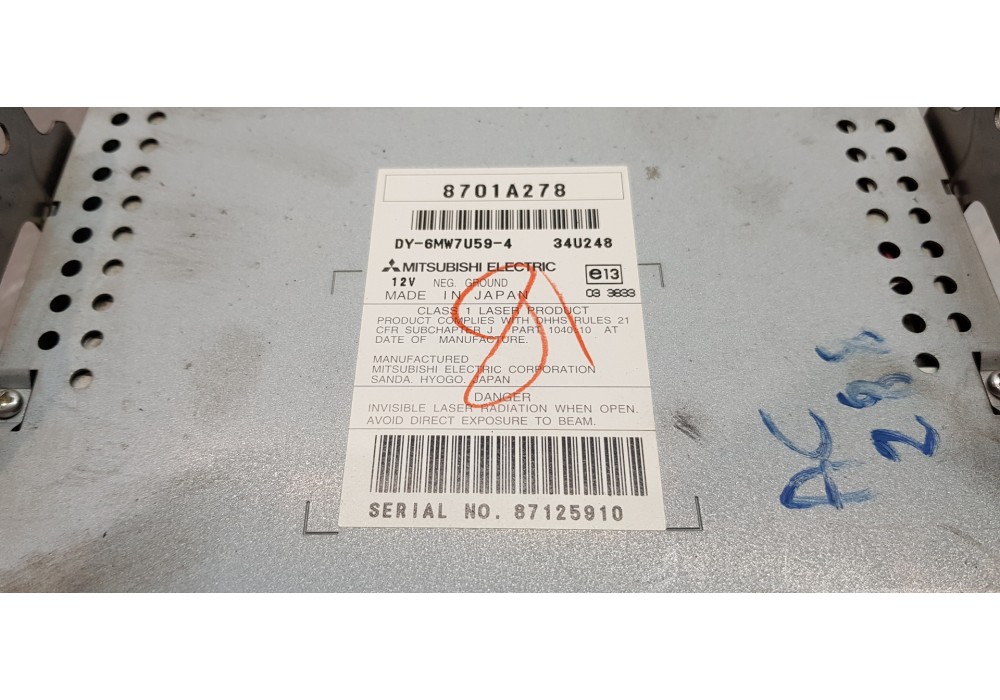 8701A278
DY-6MW7U59-4 34U248
MITSUBISHI ELECTRIC e13
12V NEG. GROUND 03 3833
MADE IN JAPAN
CLASS 1 LASER PRODUCT
PRODUCT COMPLIES WITH DHHS RULES 21
CFR SUBCHAPTER J, PART 1040.10 AT
DATE OF MANUFACTURE.
MANUFACTURED
MITSUBISHI ELECTRIC CORPORATION
SANDA. HYOGO. JAPAN
DANGER
INVISIBLE LASER RADIATION WHEN OPEN.
AVOID DIRECT EXPOSURE TO BEAM.
SERIAL NO. 87125910